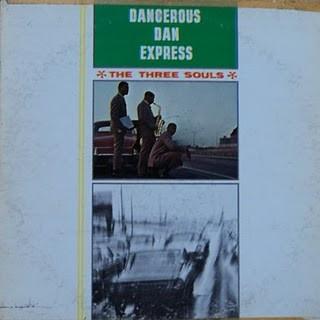 DANGEROUS
DAN
EXPRESS
* THE THREE SOULS *